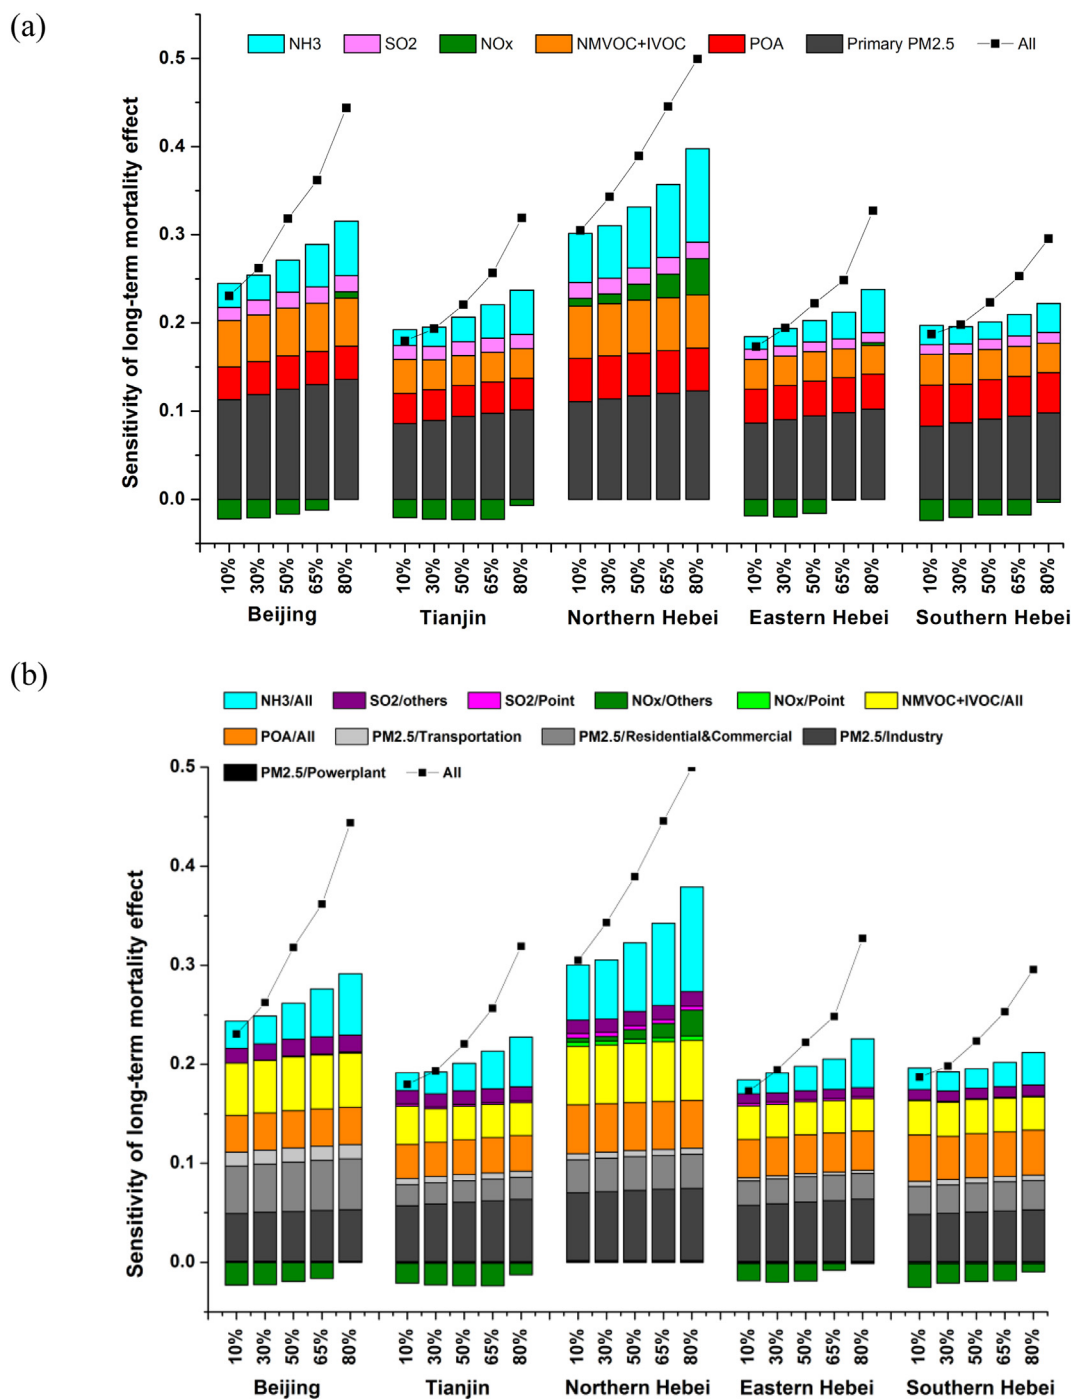 (a)
NH3 SO2 NOx NMVOC+IVOC POA Primary PM2.5 All
Sensitivity of long-term mortality effect
0.5
0.4
0.3
0.2
0.1
0.0
10% 30% 50% 65% 80% 10% 30% 50% 65% 80% 10% 30% 50% 65% 80% 10% 30% 50% 65% 80% 10% 30% 50% 65% 80%
Beijing Tianjin Northern Hebei Eastern Hebei Southern Hebei
(b)
NH3/All SO2/others SO2/Point NOx/Others NOx/Point NMVOC+IVOC/All
POA/All PM2.5/Transportation PM2.5/Residential&Commercial PM2.5/Industry
PM2.5/Powerplant All
Sensitivity of long-term mortality effect
0.5
0.4
0.3
0.2
0.1
0.0
10% 30% 50% 65% 80% 10% 30% 50% 65% 80% 10% 30% 50% 65% 80% 10% 30% 50% 65% 80% 10% 30% 50% 65% 80%
Beijing Tianjin Northern Hebei Eastern Hebei Southern Hebei